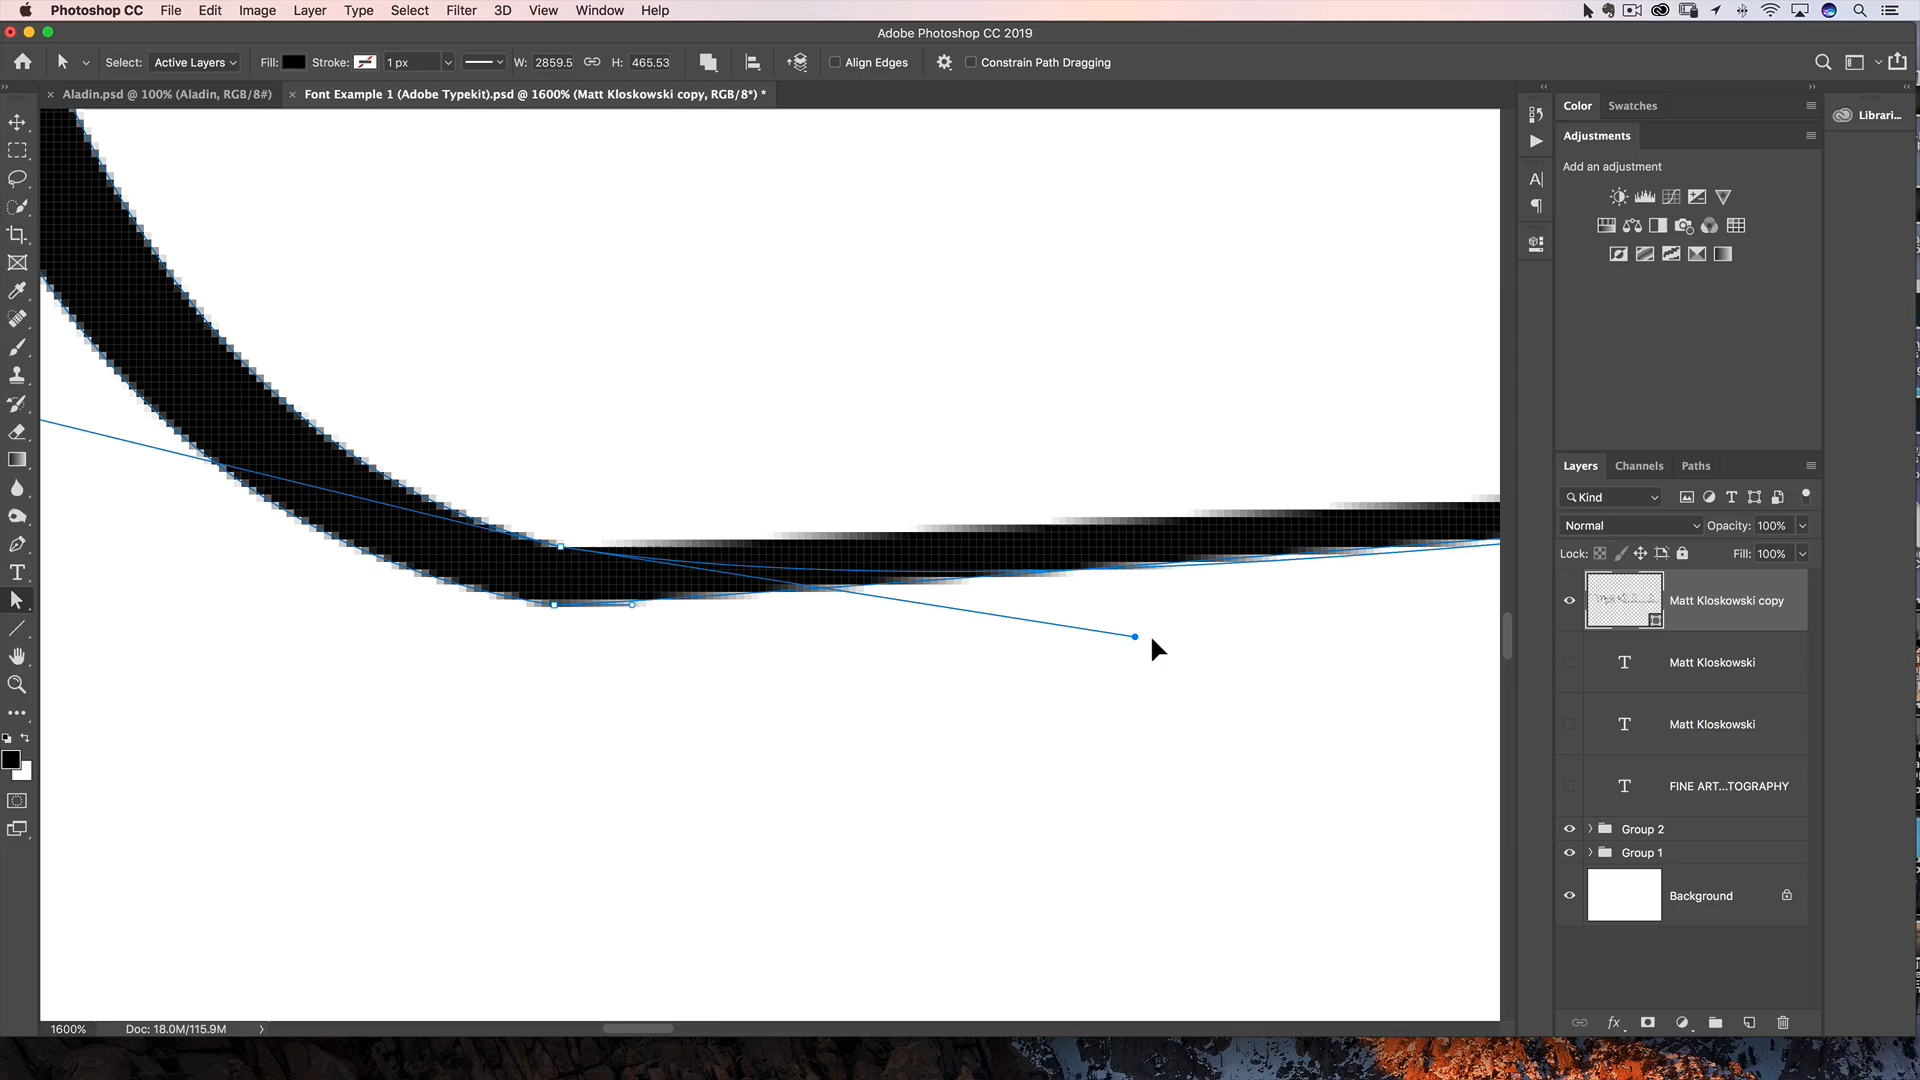 Photoshop CC File Edit Image Layer Type Select Filter 3D View Window Help
Adobe Photoshop CC 2019
Select: Active Layers Fill: Stroke: 1 px W: 2859.5 H: 465.53 Align Edges Constrain Path Dragging
Aladin.psd @ 100% (Aladin, RGB/8#)
Font Example 1 (Adobe Typekit).psd @ 1600% (Matt Kloskowski copy, RGB/8*) *
Color Swatches
Librari...
Adjustments
Add an adjustment
Layers Channels Paths
Kind
Normal Opacity: 100%
Lock: Fill: 100%
Matt Kloskowski copy
Matt Kloskowski
Matt Kloskowski
FINE ART...TOGRAPHY
Group 2
Group 1
Background
1600% Doc: 18.0M/115.9M